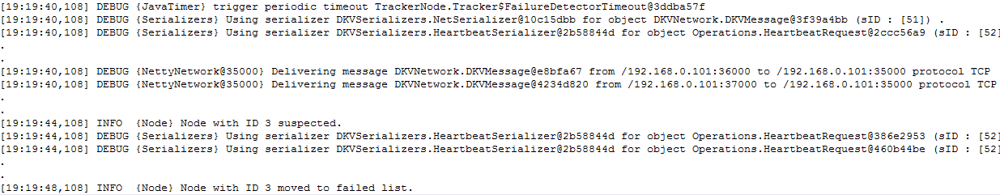 [19:19:40,108] DEBUG {JavaTimer} trigger periodic timeout TrackerNode.Tracker$FailureDetectorTimeout@3ddba57f
[19:19:40,108] DEBUG {Serializers} Using serializer DKVSerializers.NetSerializer@10c15dbb for object DKVNetwork.DKVMessage@3f39a4bb (sID : [51]) .
[19:19:40,108] DEBUG {Serializers} Using serializer DKVSerializers.HeartbeatSerializer@2b58844d for object Operations.HeartbeatRequest@2ccc56a9 (sID : [52]
.
.
[19:19:40,108] DEBUG {NettyNetwork@35000} Delivering message DKVNetwork.DKVMessage@e8bfa67 from /192.168.0.101:36000 to /192.168.0.101:35000 protocol TCP
[19:19:40,108] DEBUG {NettyNetwork@35000} Delivering message DKVNetwork.DKVMessage@4234d820 from /192.168.0.101:37000 to /192.168.0.101:35000 protocol TCP
.
.
[19:19:44,108] INFO  {Node} Node with ID 3 suspected.
[19:19:44,108] DEBUG {Serializers} Using serializer DKVSerializers.HeartbeatSerializer@2b58844d for object Operations.HeartbeatRequest@386e2953 (sID : [52]
[19:19:44,108] DEBUG {Serializers} Using serializer DKVSerializers.HeartbeatSerializer@2b58844d for object Operations.HeartbeatRequest@460b44be (sID : [52]
.
.
[19:19:48,108] INFO  {Node} Node with ID 3 moved to failed list.